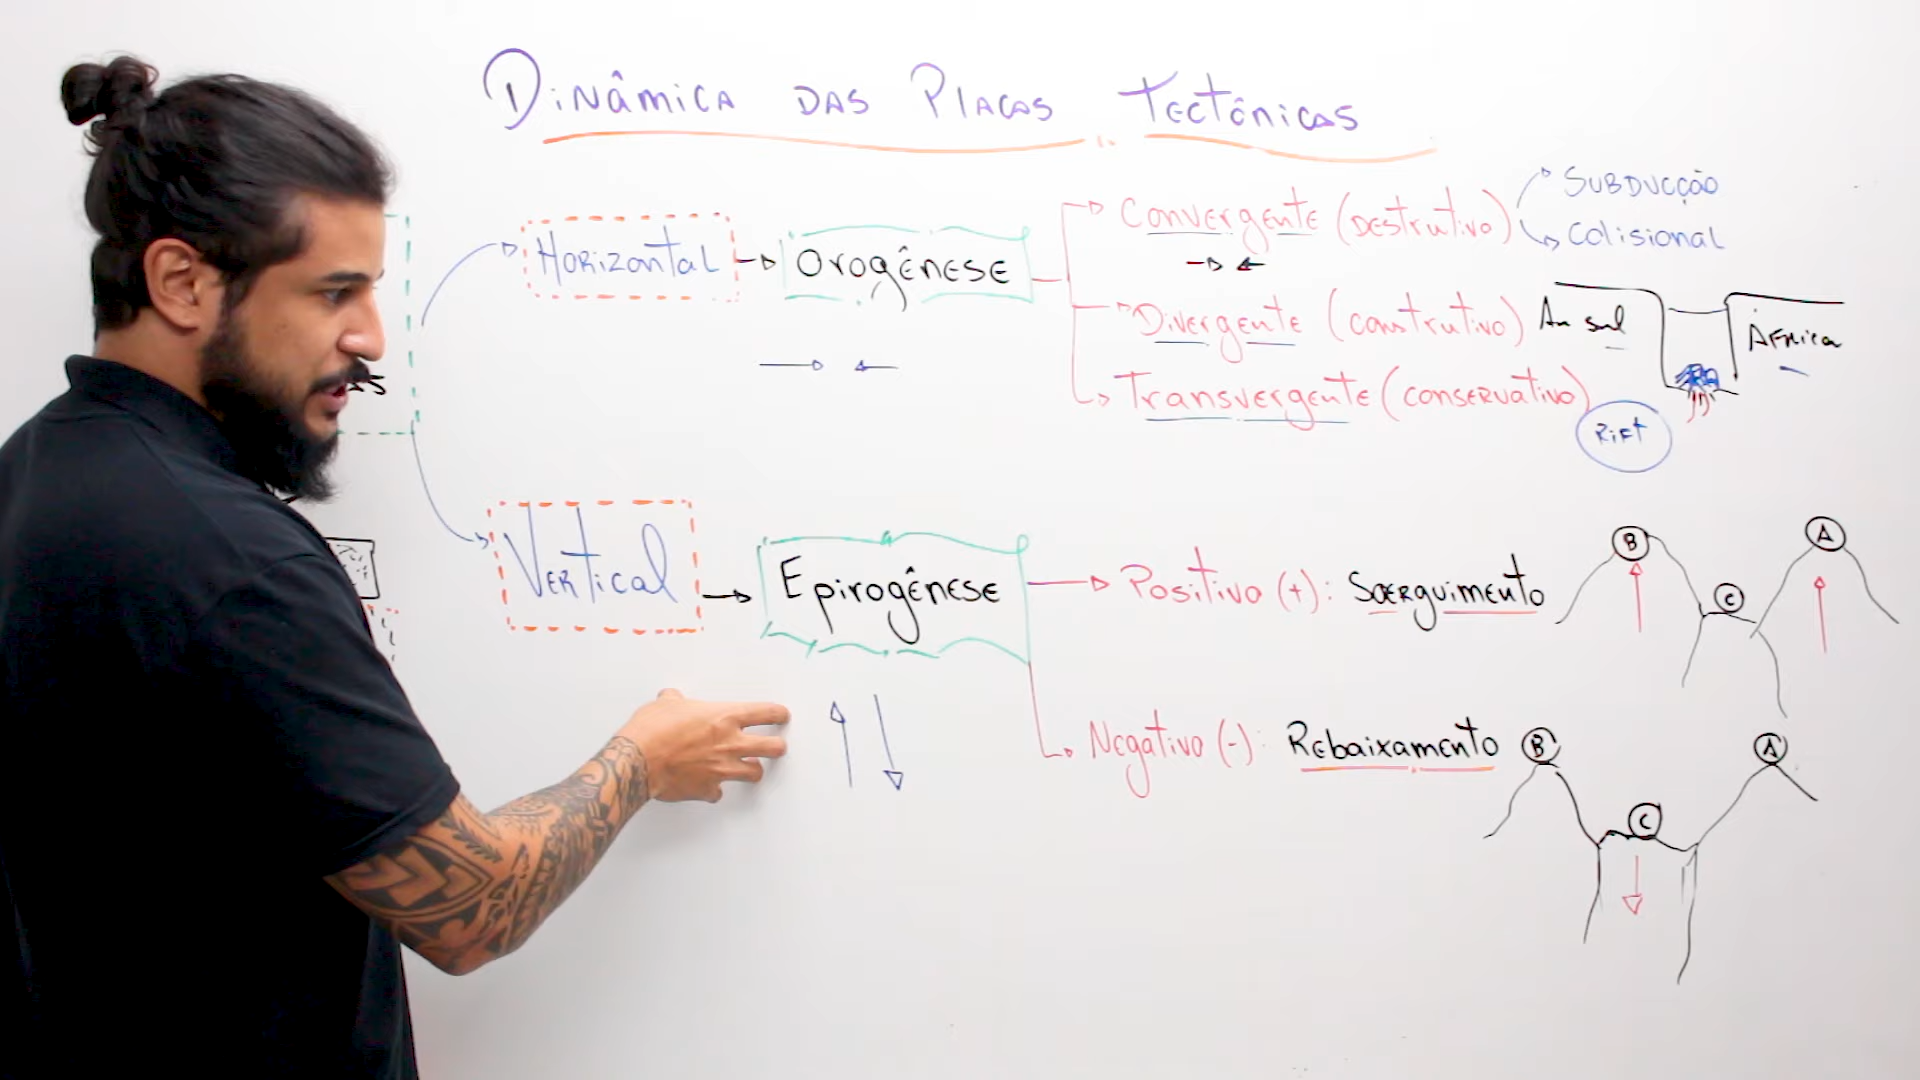 Dinâmica das Placas Tectônicas
Horizontal
Orogênese
Convergente (destrutivo)
Subducção
Colisional
Divergente (construtivo)
Am sul
África
Transvergente (conservativo)
Rift
Vertical
Epirogênese
Positivo (+): Soerguimento
B
C
A
Negativo (-): Rebaixamento
B
C
A